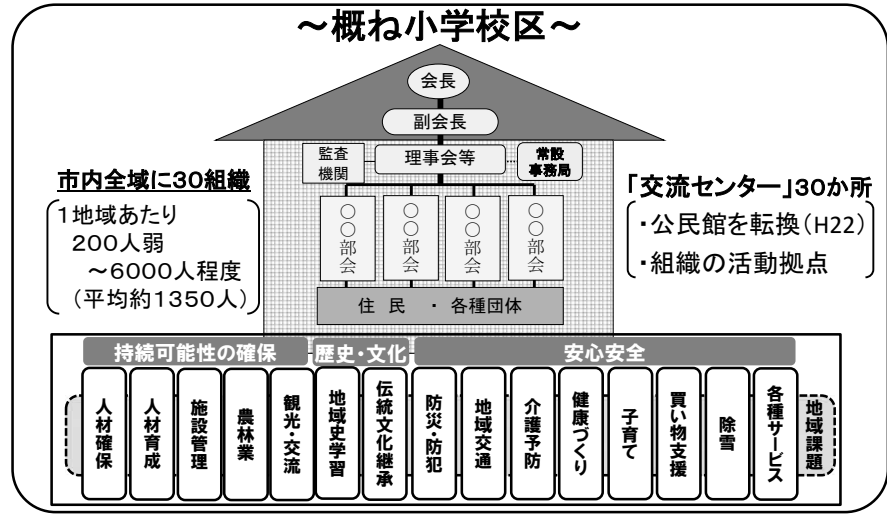 ～概ね小学校区～
会長
副会長
監査
機関
理事会等
常設
事務局
市内全域に30組織
１地域あたり
200人弱
～6000人程度
（平均約1350人）
「交流センター」30か所
・公民館を転換（H22）
・組織の活動拠点
〇〇部会
〇〇部会
〇〇部会
〇〇部会
住民・各種団体
持続可能性の確保
歴史・文化
安心安全
人材確保
人材育成
施設管理
農林業
観光・交流
地域史学習
伝統文化継承
防災・防犯
地域交通
介護予防
健康づくり
子育て
買い物支援
除雪
各種サービス
地域課題